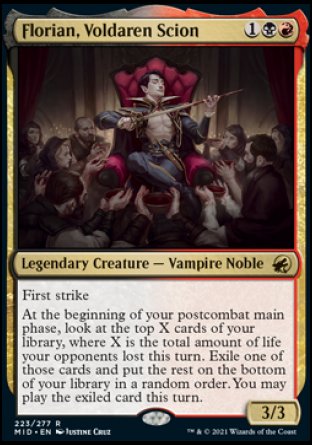 Florian, Voldaren Scion 1
Legendary Creature — Vampire Noble
First strike
At the beginning of your postcombat main
phase, look at the top X cards of your
library, where X is the total amount of life
your opponents lost this turn. Exile one of
those cards and put the rest on the bottom
of your library in a random order. You may
play the exiled card this turn.
3/3
223/277 R
MID • EN Justine Cruz
™ & © 2021 Wizards of the Coast